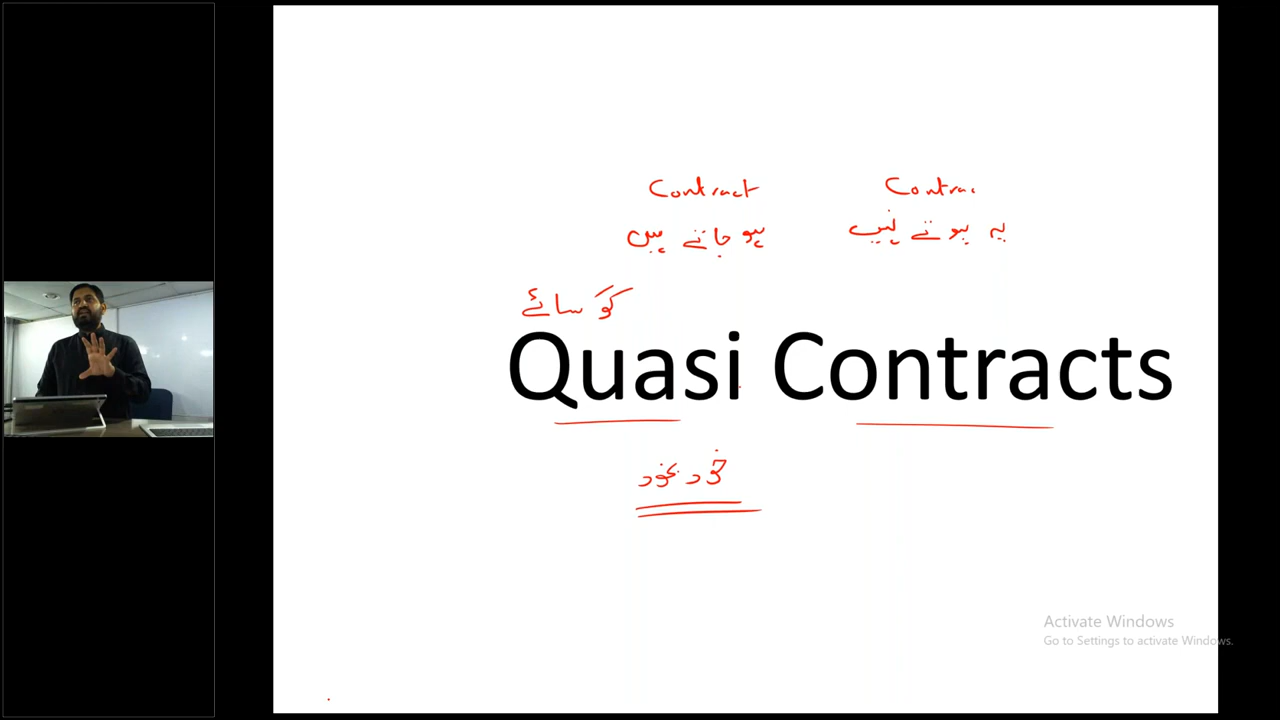 Contract Contrac
ہو جاتے ہیں یہ ہوتے نہیں
کوَسائے
Quasi Contracts
خود بخود
Activate Windows
Go to Settings to activate Windows.